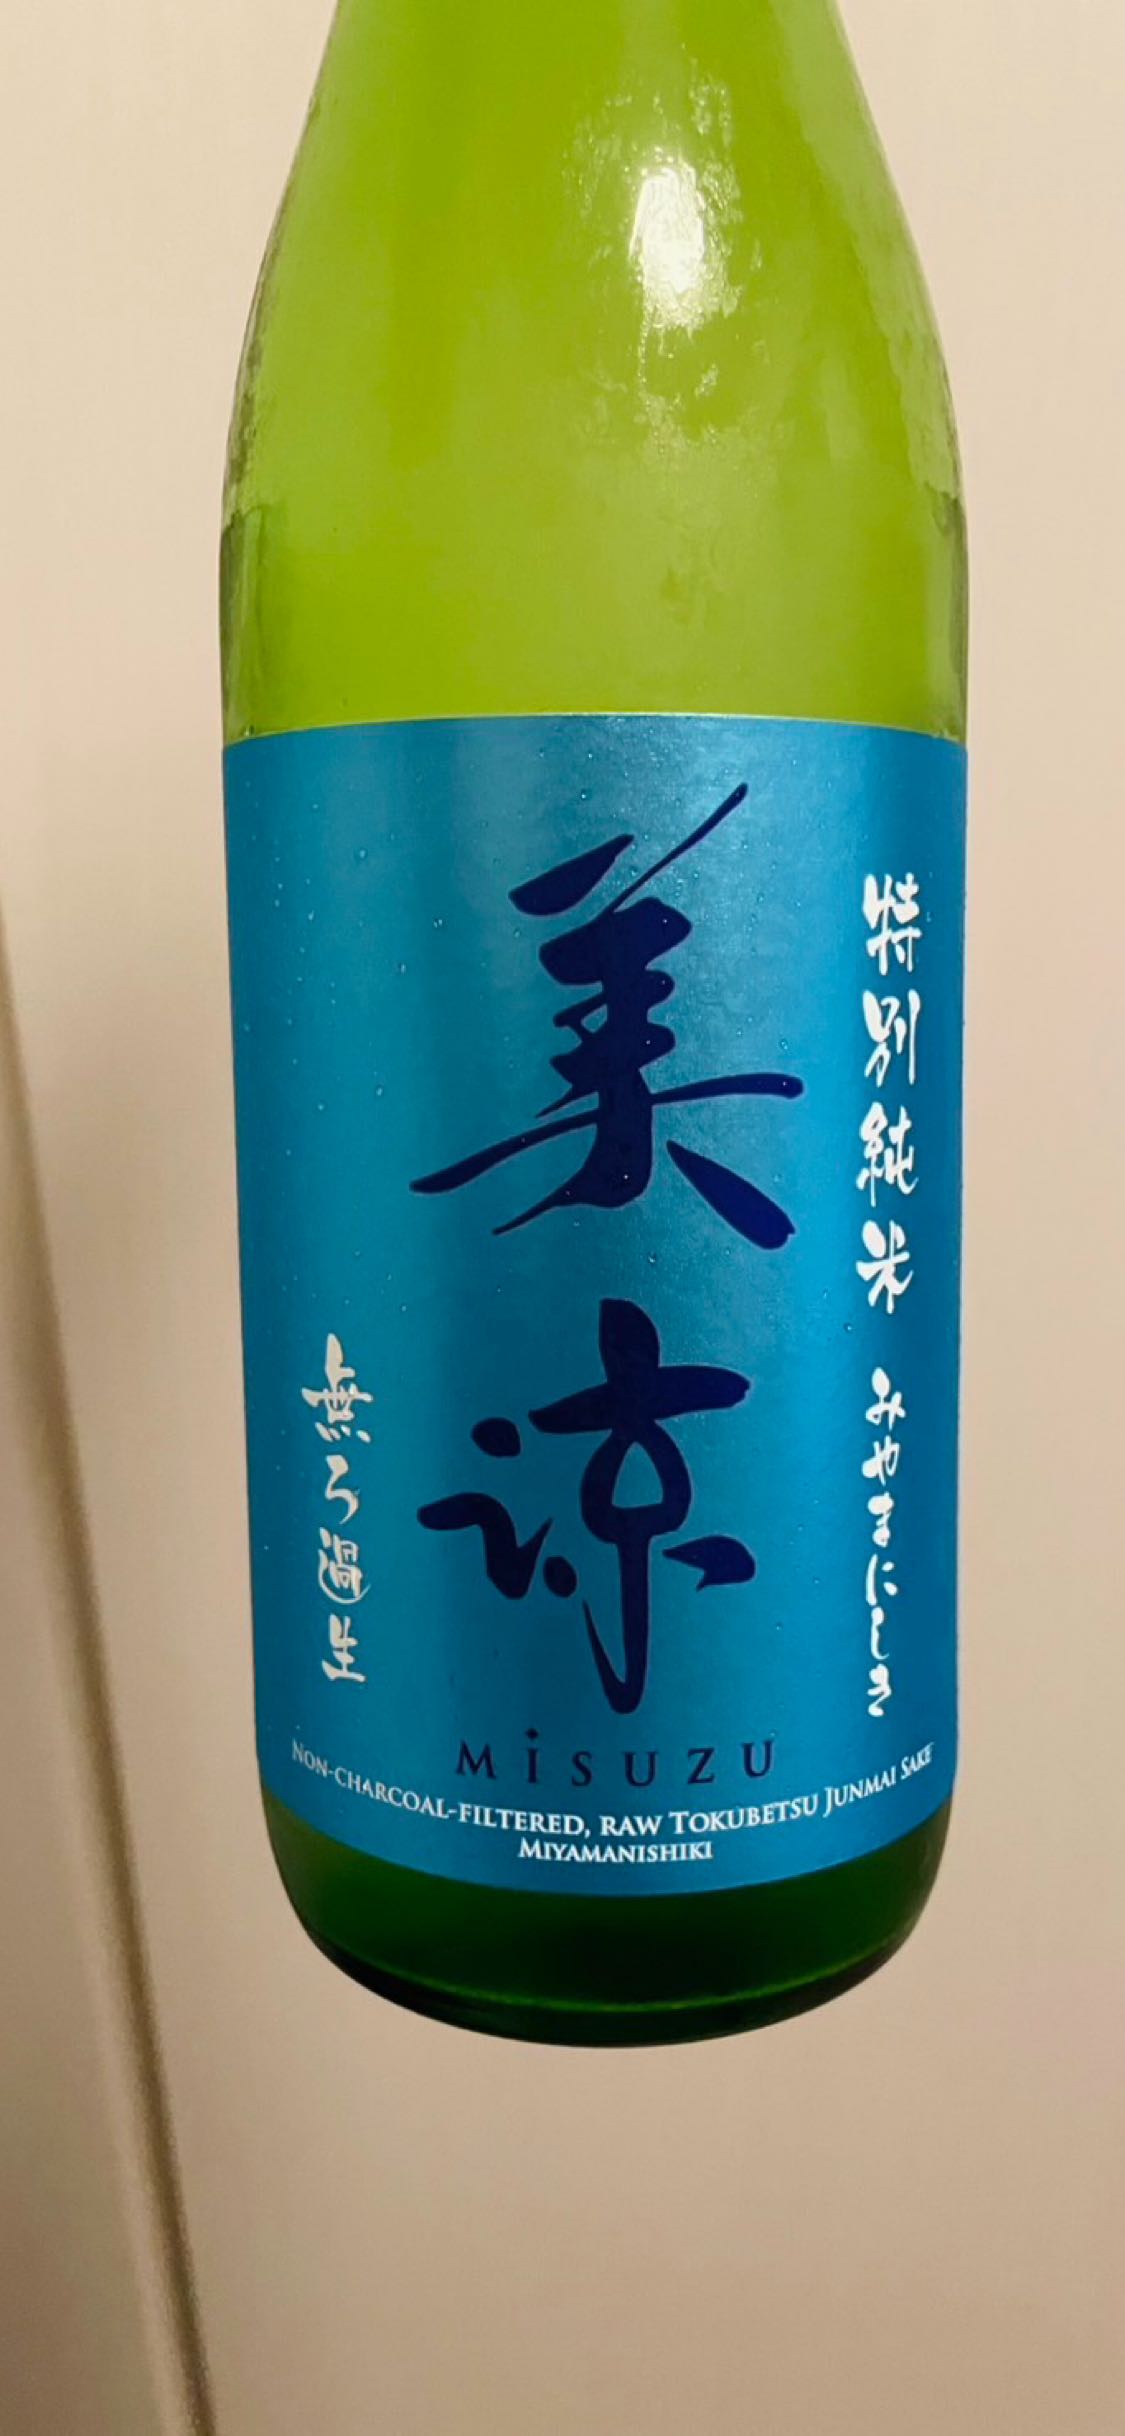 特別純米 みやまにしき
美涼
無ろ過生
MISUZU
NON-CHARCOAL-FILTERED, RAW TOKUBETSU JUNMAI SAKE
MIYAMANISHIKI